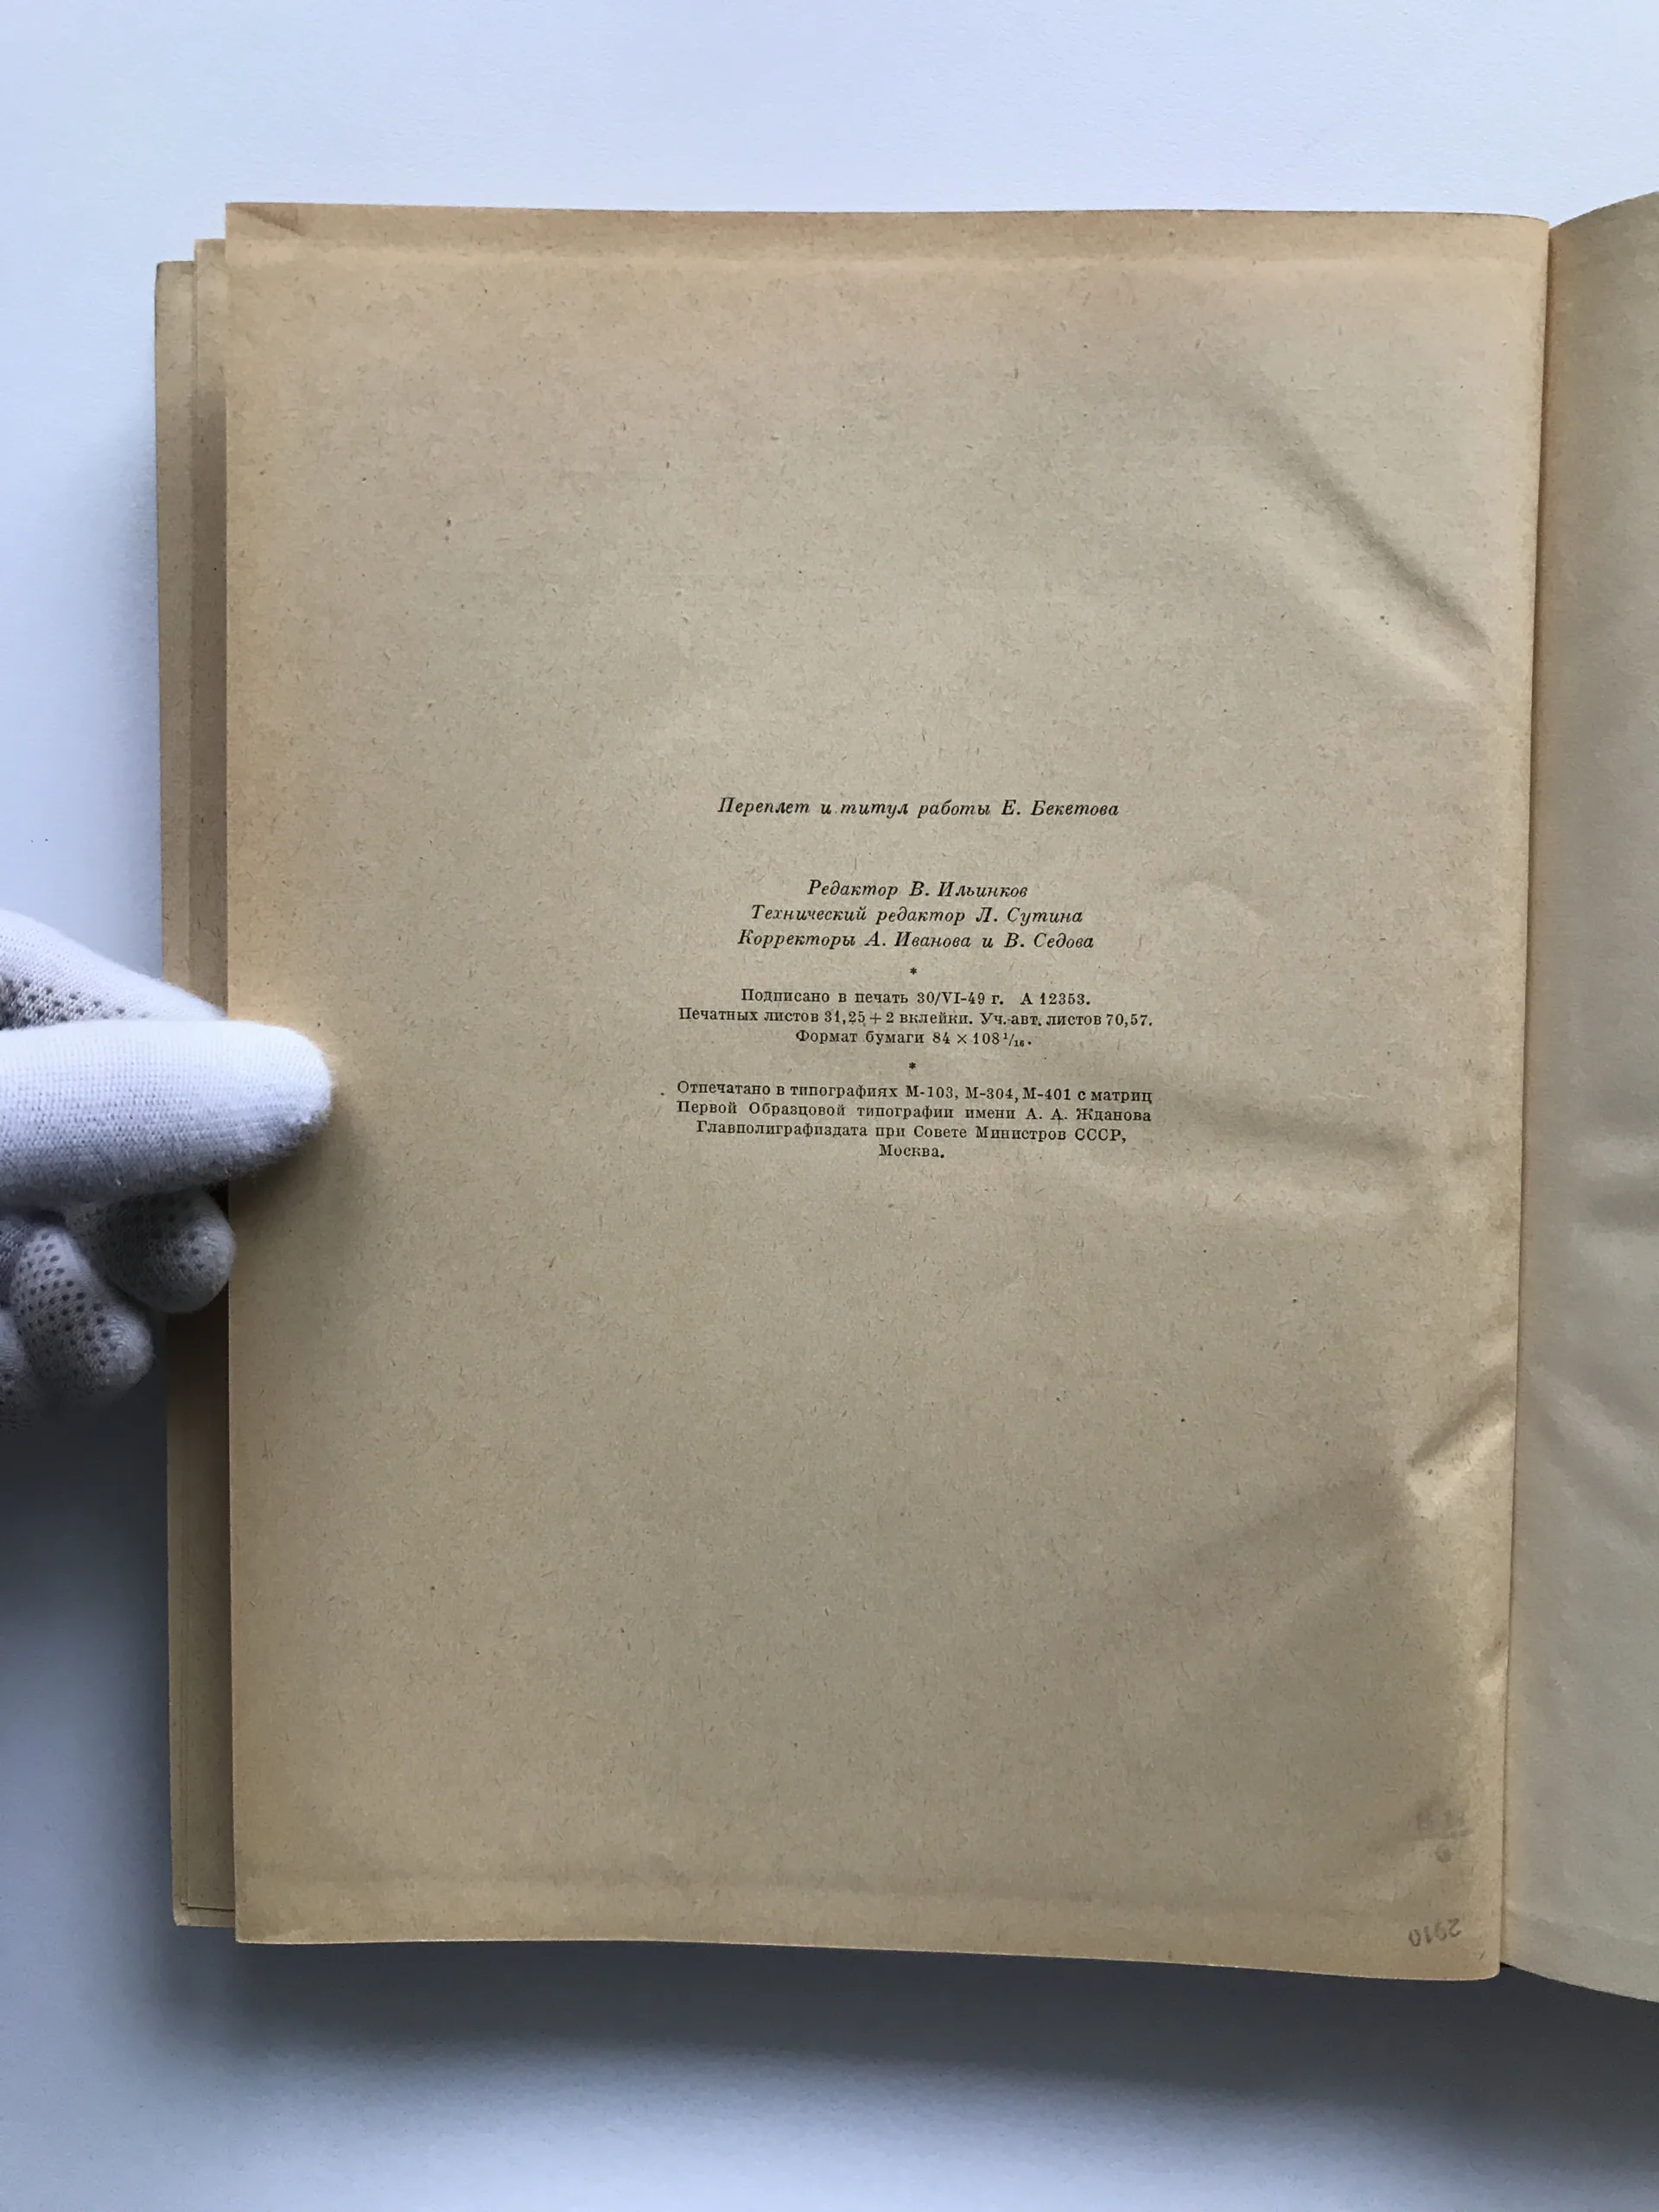 Переплет и титул работы Е. Бекетова
Редактор В. Ильинков
Технический редактор Л. Сутина
Корректоры А. Иванова и В. Седова
*
Подписано в печать 30/VI-49 г. А 12353.
Печатных листов 31,25 + 2 вклейки. Уч.-авт. листов 70,57.
Формат бумаги 84 × 108 1/16.
*
Отпечатано в типографиях М-103, М-304, М-401 с матриц
Первой Образцовой типографии имени А. А. Жданова
Главполиграфиздата при Совете Министров СССР,
Москва.
2910